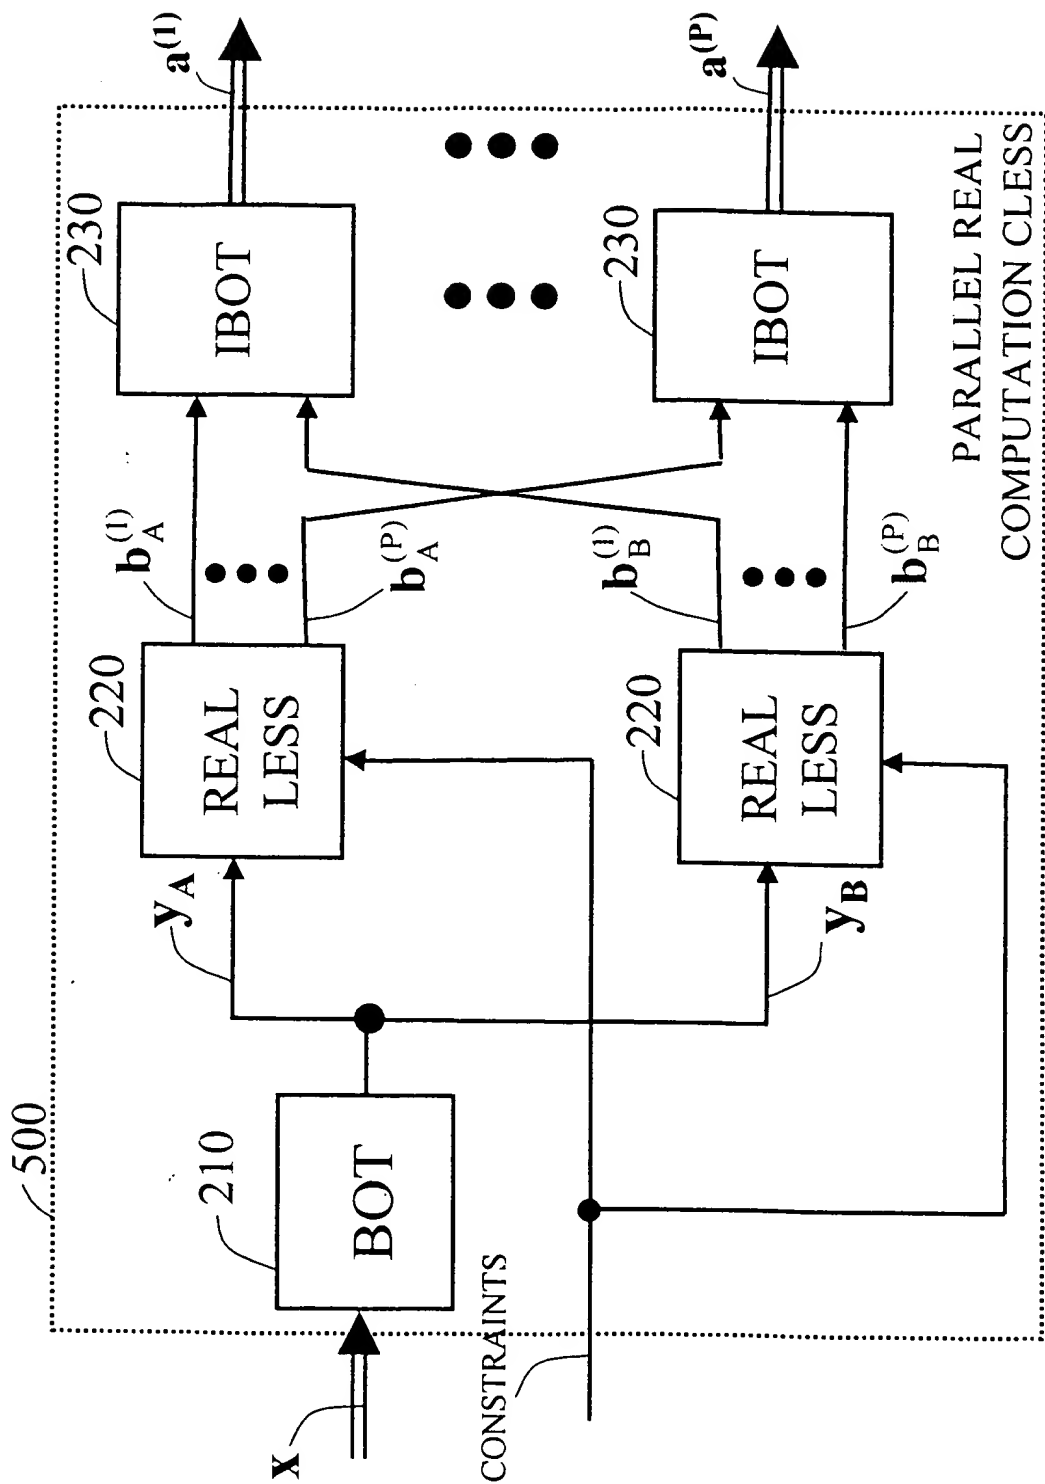 500
x
210
BOT
CONSTRAINTS
y_A
y_B
220
REAL
LESS
220
REAL
LESS
b_A^(1)
b_A^(P)
b_B^(1)
b_B^(P)
230
IBOT
230
IBOT
a^(1)
a^(P)
PARALLEL REAL
COMPUTATION CLESS